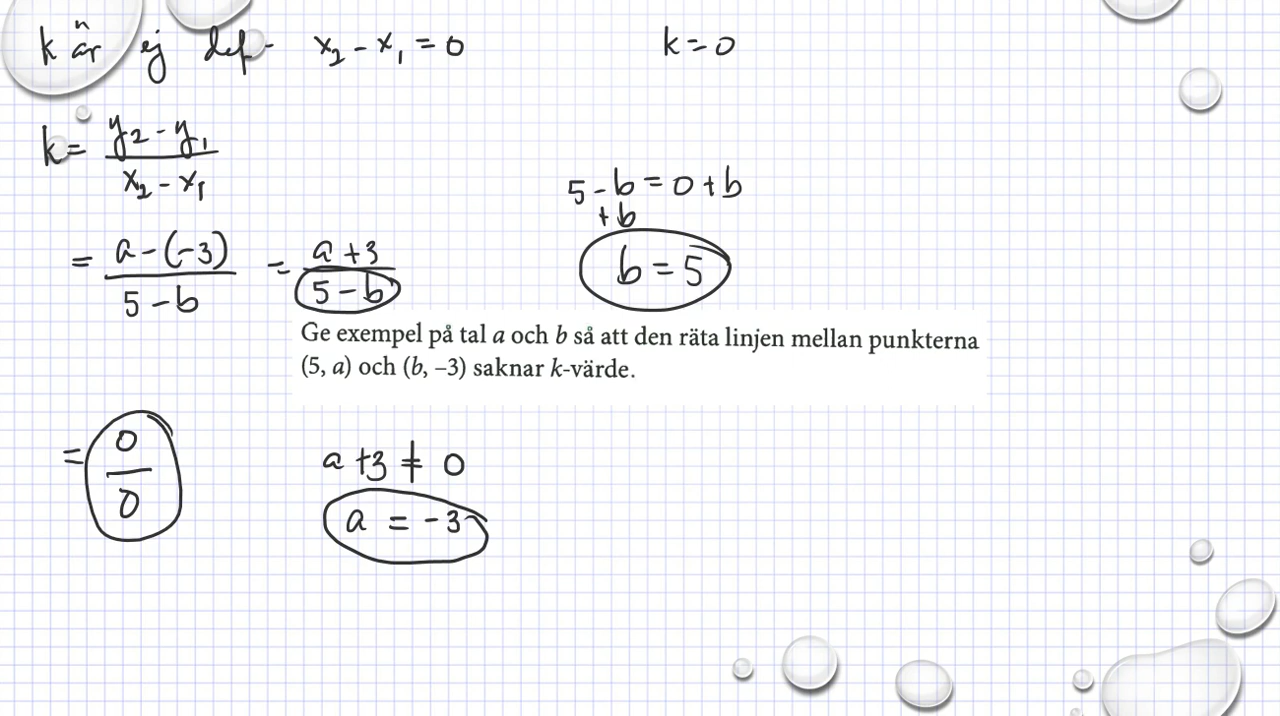 k är ej def. x₂ - x₁ = 0 k = 0
k = (y₂ - y₁)/(x₂ - x₁)
5 - b = 0 + b
+b
= (a - (-3))/(5 - b) = (a + 3)/(5 - b)
b = 5
Ge exempel på tal a och b så att den räta linjen mellan punkterna
(5, a) och (b, –3) saknar k-värde.
= 0/0
a + 3 ≠ 0
a = -3